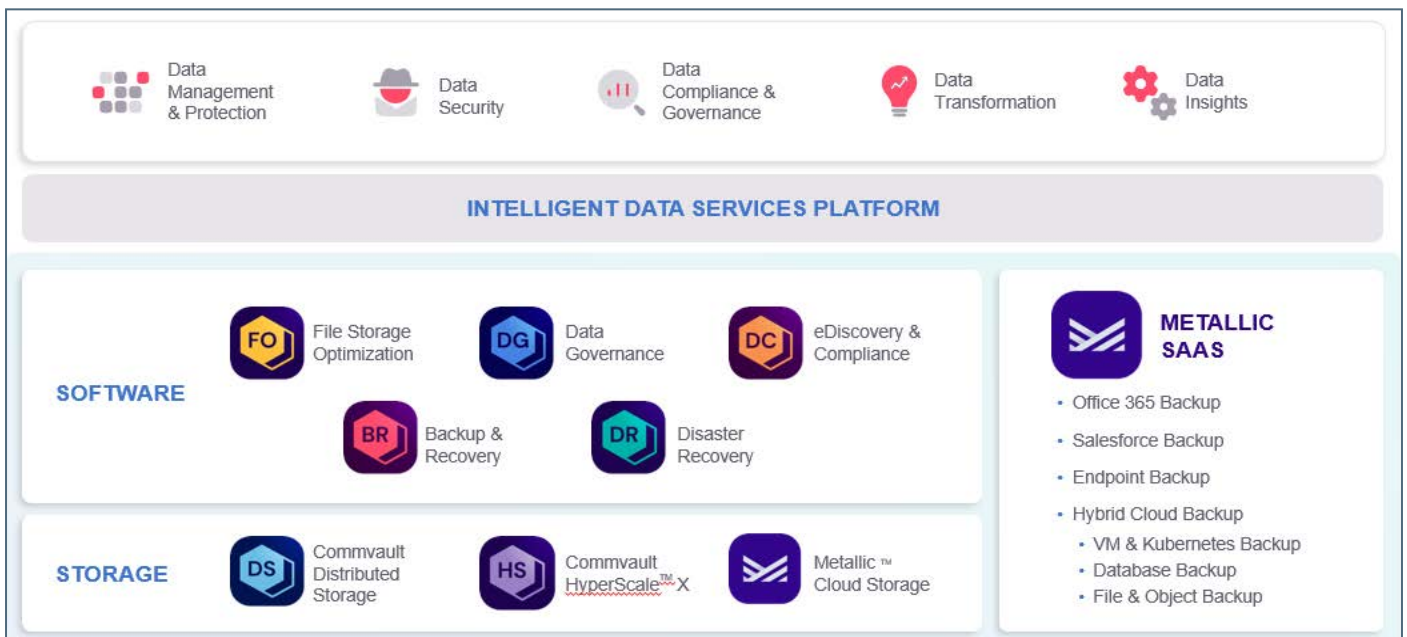 Data
Management
& Protection
Data
Security
Data
Compliance &
Governance
Data
Transformation
Data
Insights
INTELLIGENT DATA SERVICES PLATFORM
SOFTWARE
FO
File Storage
Optimization
DG
Data
Governance
DC
eDiscovery &
Compliance
BR
Backup &
Recovery
DR
Disaster
Recovery
STORAGE
DS
Commvault
Distributed
Storage
HS
Commvault
HyperScale™ X
Metallic ™
Cloud Storage
METALLIC
SAAS
• Office 365 Backup
• Salesforce Backup
• Endpoint Backup
• Hybrid Cloud Backup
• VM & Kubernetes Backup
• Database Backup
• File & Object Backup